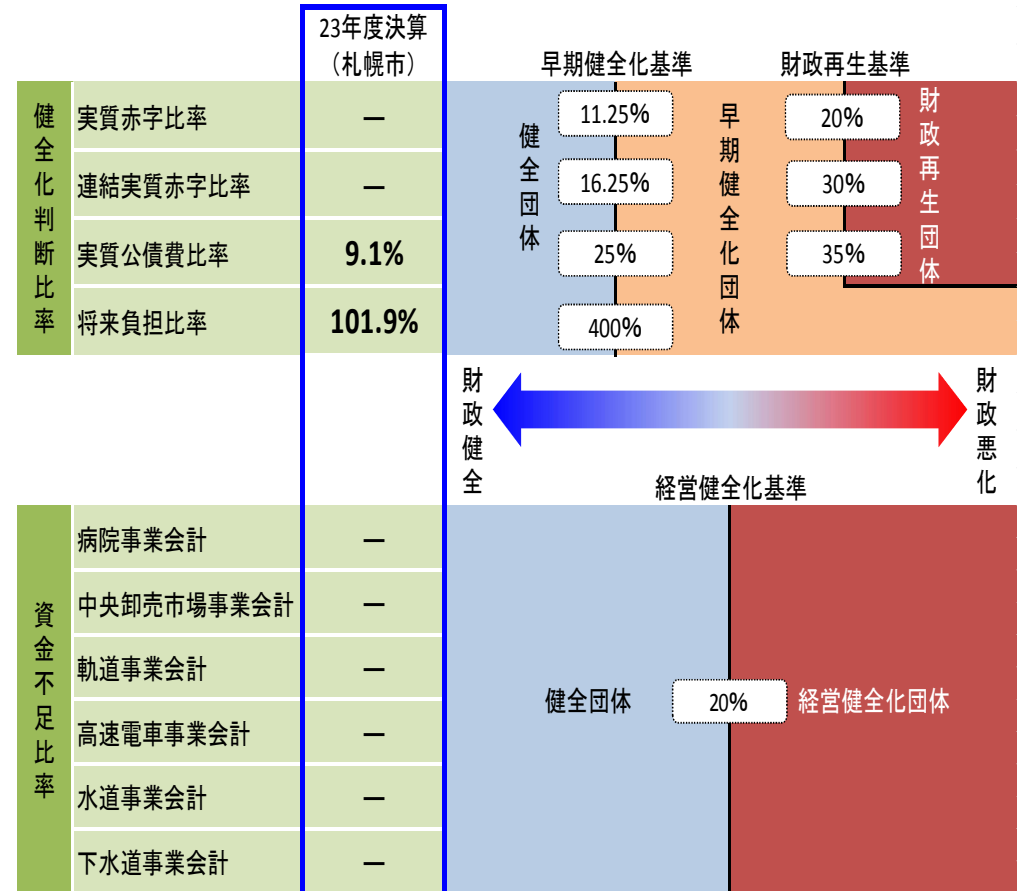 23年度決算
（札幌市）
早期健全化基準
財政再生基準
健全化判断比率
実質赤字比率
―
連結実質赤字比率
―
実質公債費比率
9.1%
将来負担比率
101.9%
健全団体
11.25%
16.25%
25%
400%
早期健全化団体
20%
30%
35%
財政再生団体
財政健全
財政悪化
経営健全化基準
資金不足比率
病院事業会計
―
中央卸売市場事業会計
―
軌道事業会計
―
高速電車事業会計
―
水道事業会計
―
下水道事業会計
―
健全団体
20%
経営健全化団体